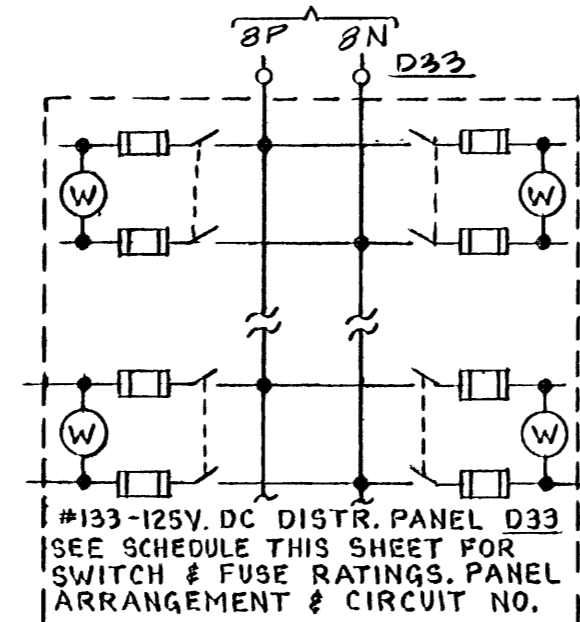 8P 8N
D33
W W
W W
#133-125V. DC DISTR. PANEL D33
SEE SCHEDULE THIS SHEET FOR
SWITCH & FUSE RATINGS. PANEL
ARRANGEMENT & CIRCUIT NO.